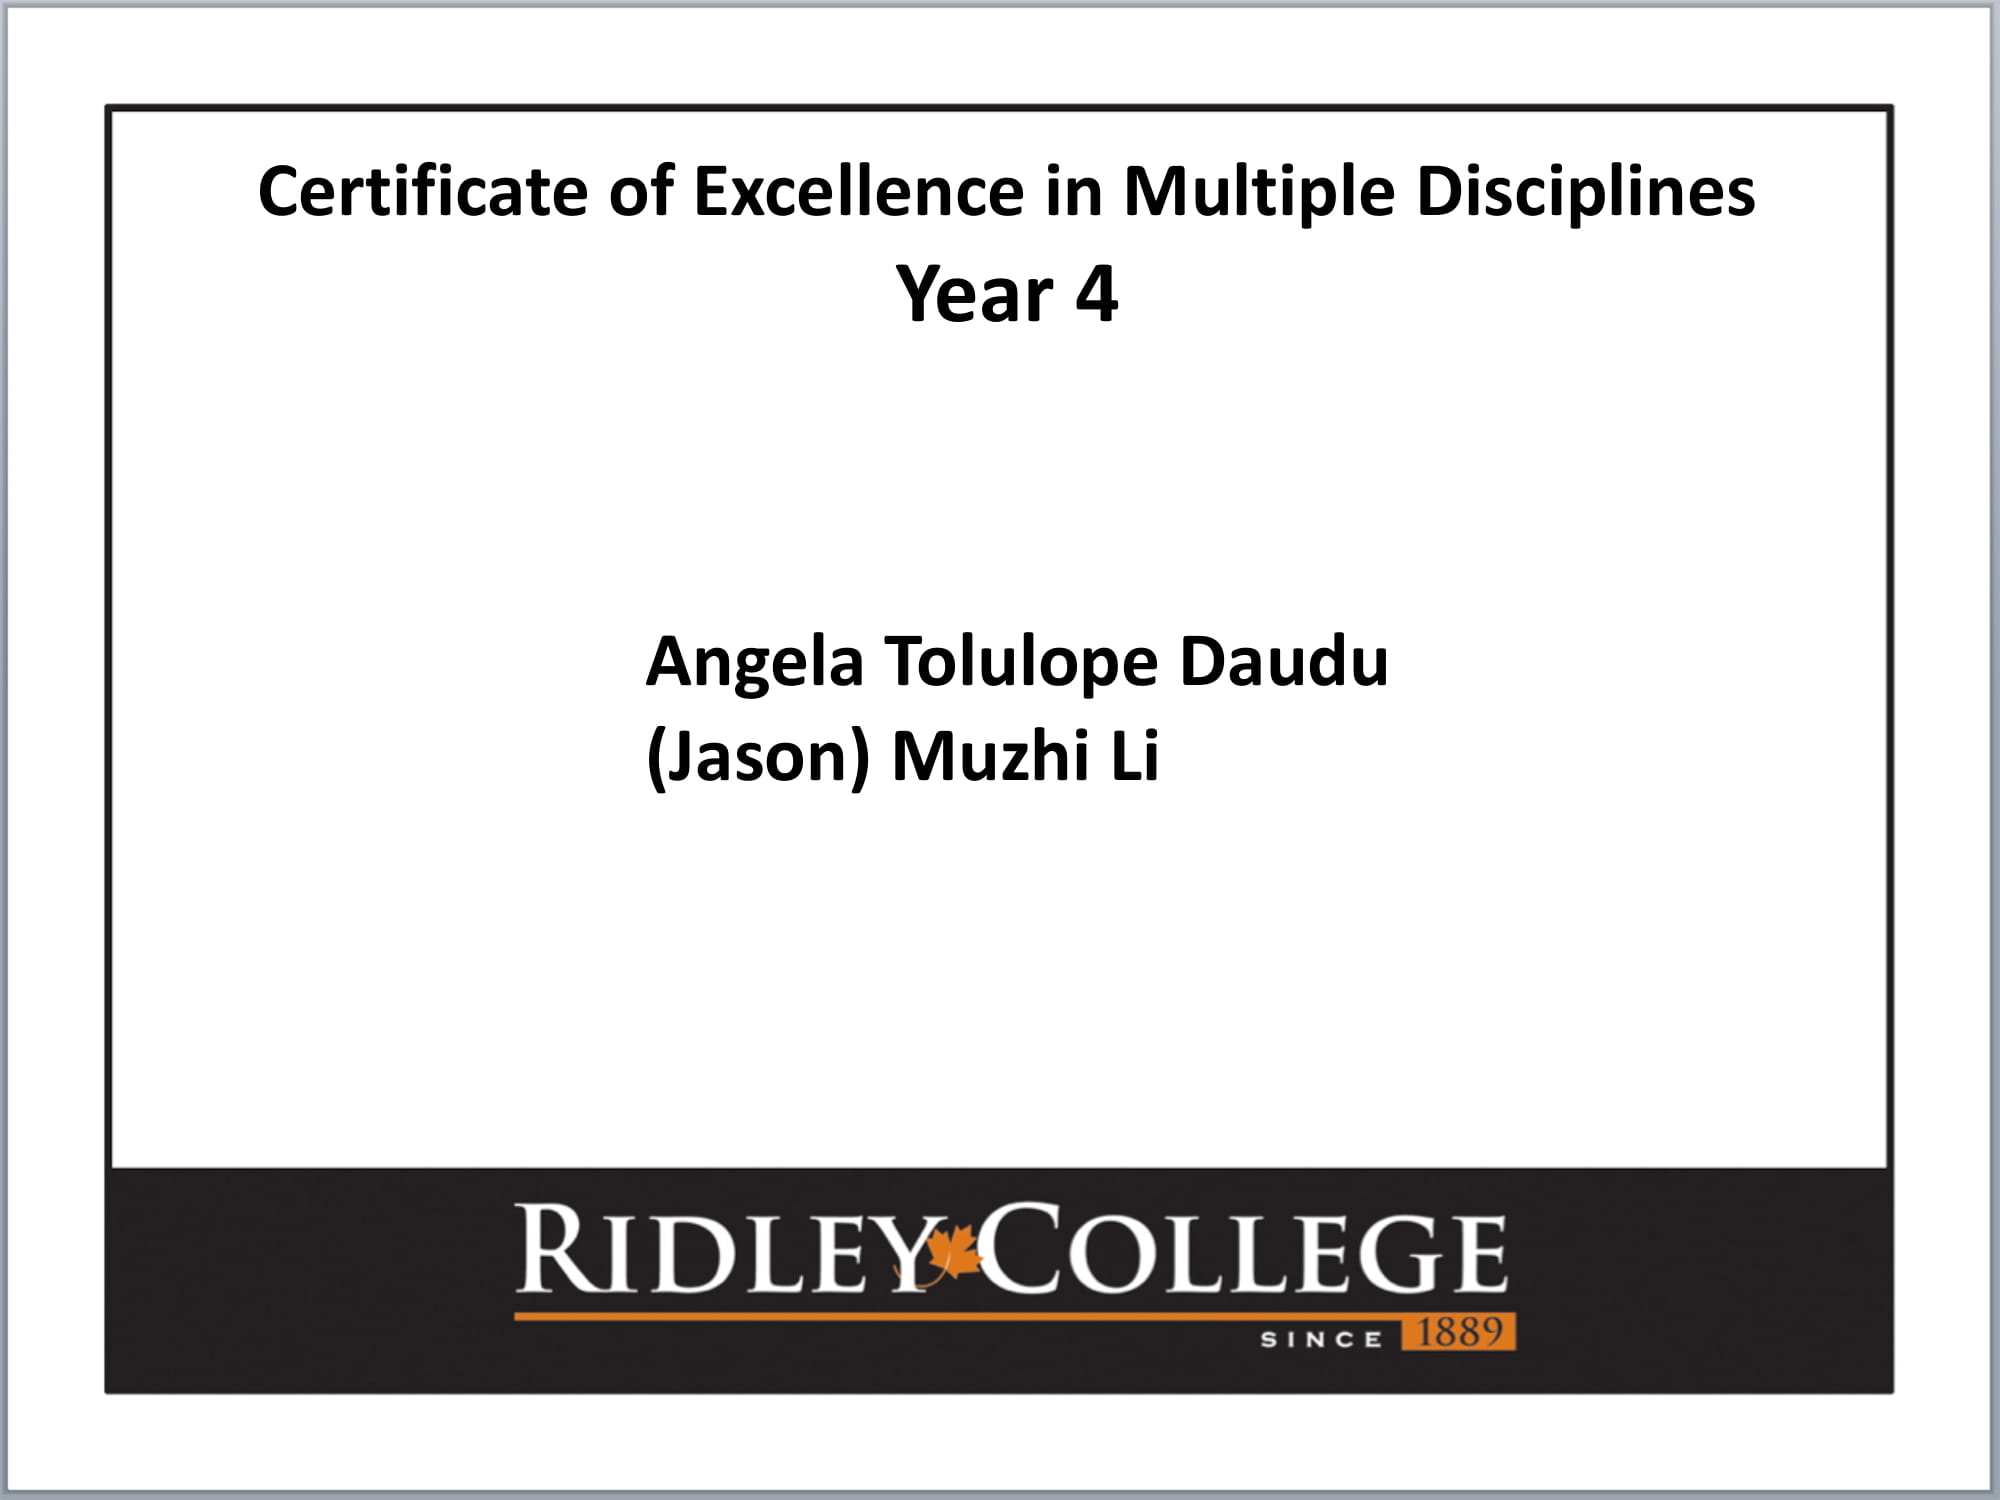 Certificate of Excellence in Multiple Disciplines
Year 4
Angela Tolulope Daudu
(Jason) Muzhi Li
RIDLEY COLLEGE
SINCE 1889